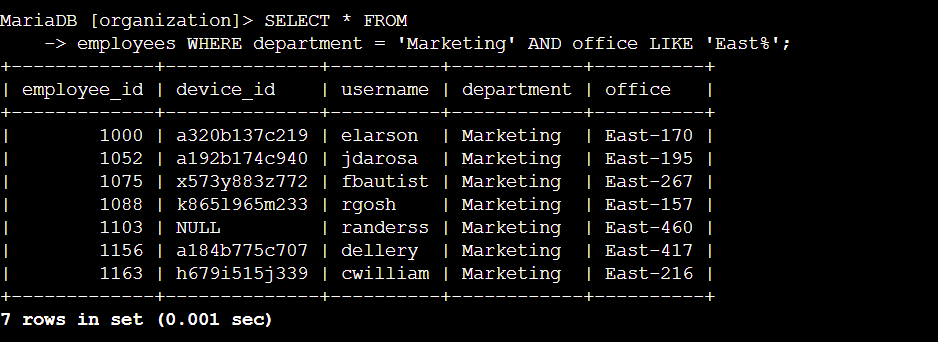 MariaDB [organization]> SELECT * FROM
    -> employees WHERE department = 'Marketing' AND office LIKE 'East%';
+-------------+--------------+----------+------------+----------+
| employee_id | device_id    | username | department | office   |
+-------------+--------------+----------+------------+----------+
|        1000 | a320b137c219 | elarson  | Marketing  | East-170 |
|        1052 | a192b174c940 | jdarosa  | Marketing  | East-195 |
|        1075 | x573y883z772 | fbautist | Marketing  | East-267 |
|        1088 | k865l965m233 | rgosh    | Marketing  | East-157 |
|        1103 | NULL         | randerss | Marketing  | East-460 |
|        1156 | a184b775c707 | dellery  | Marketing  | East-417 |
|        1163 | h679i515j339 | cwilliam | Marketing  | East-216 |
+-------------+--------------+----------+------------+----------+
7 rows in set (0.001 sec)